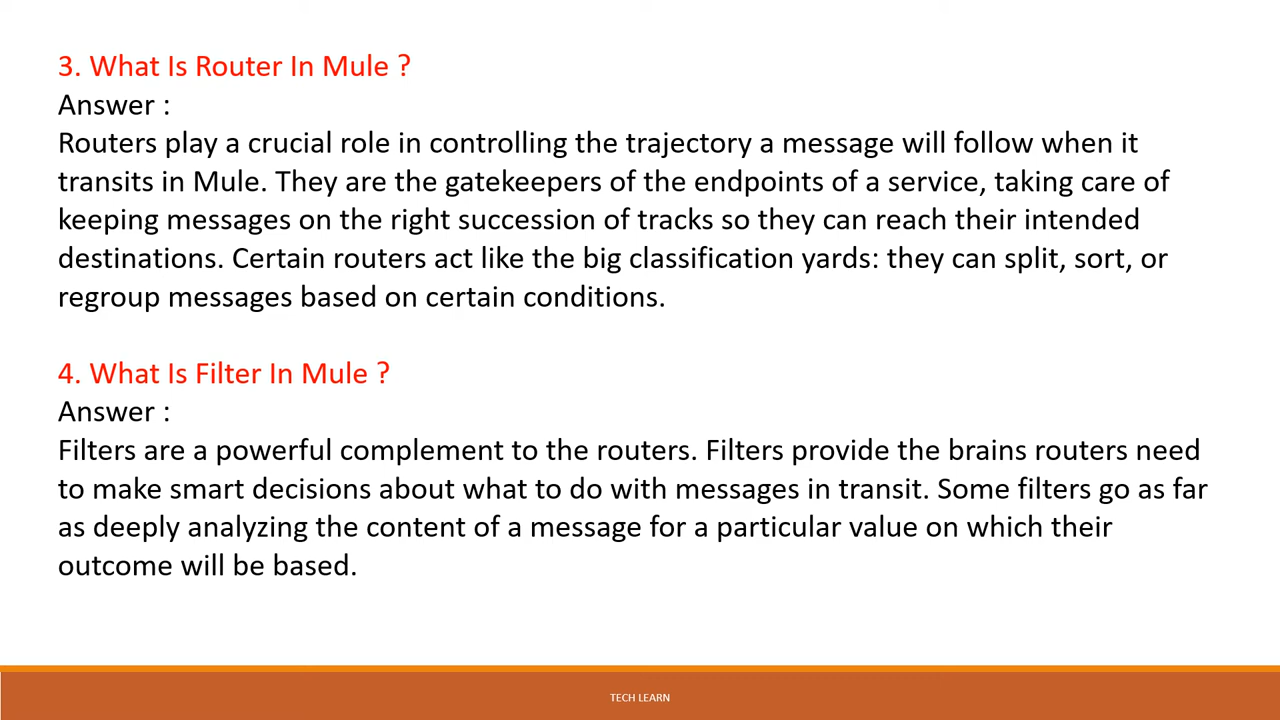 3. What Is Router In Mule ?
Answer :
Routers play a crucial role in controlling the trajectory a message will follow when it
transits in Mule. They are the gatekeepers of the endpoints of a service, taking care of
keeping messages on the right succession of tracks so they can reach their intended
destinations. Certain routers act like the big classification yards: they can split, sort, or
regroup messages based on certain conditions.
4. What Is Filter In Mule ?
Answer :
Filters are a powerful complement to the routers. Filters provide the brains routers need
to make smart decisions about what to do with messages in transit. Some filters go as far
as deeply analyzing the content of a message for a particular value on which their
outcome will be based.
TECH LEARN